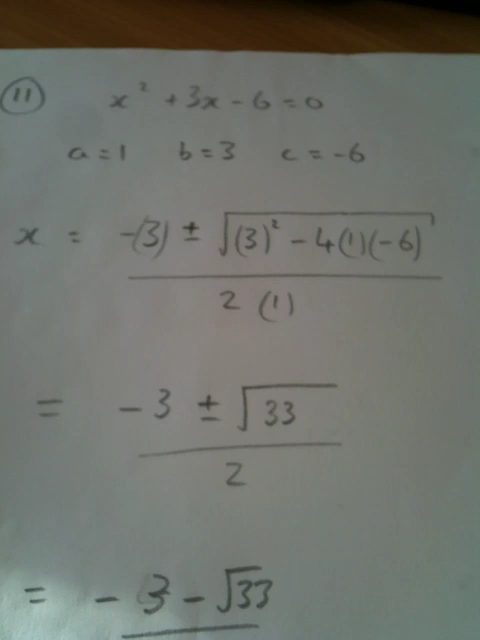 (11) x² + 3x - 6 = 0
a = 1 b = 3 c = -6
x = -(3) ± √(3)² - 4(1)(-6)
2 (1)
= -3 ± √33
2
= -3 - √33